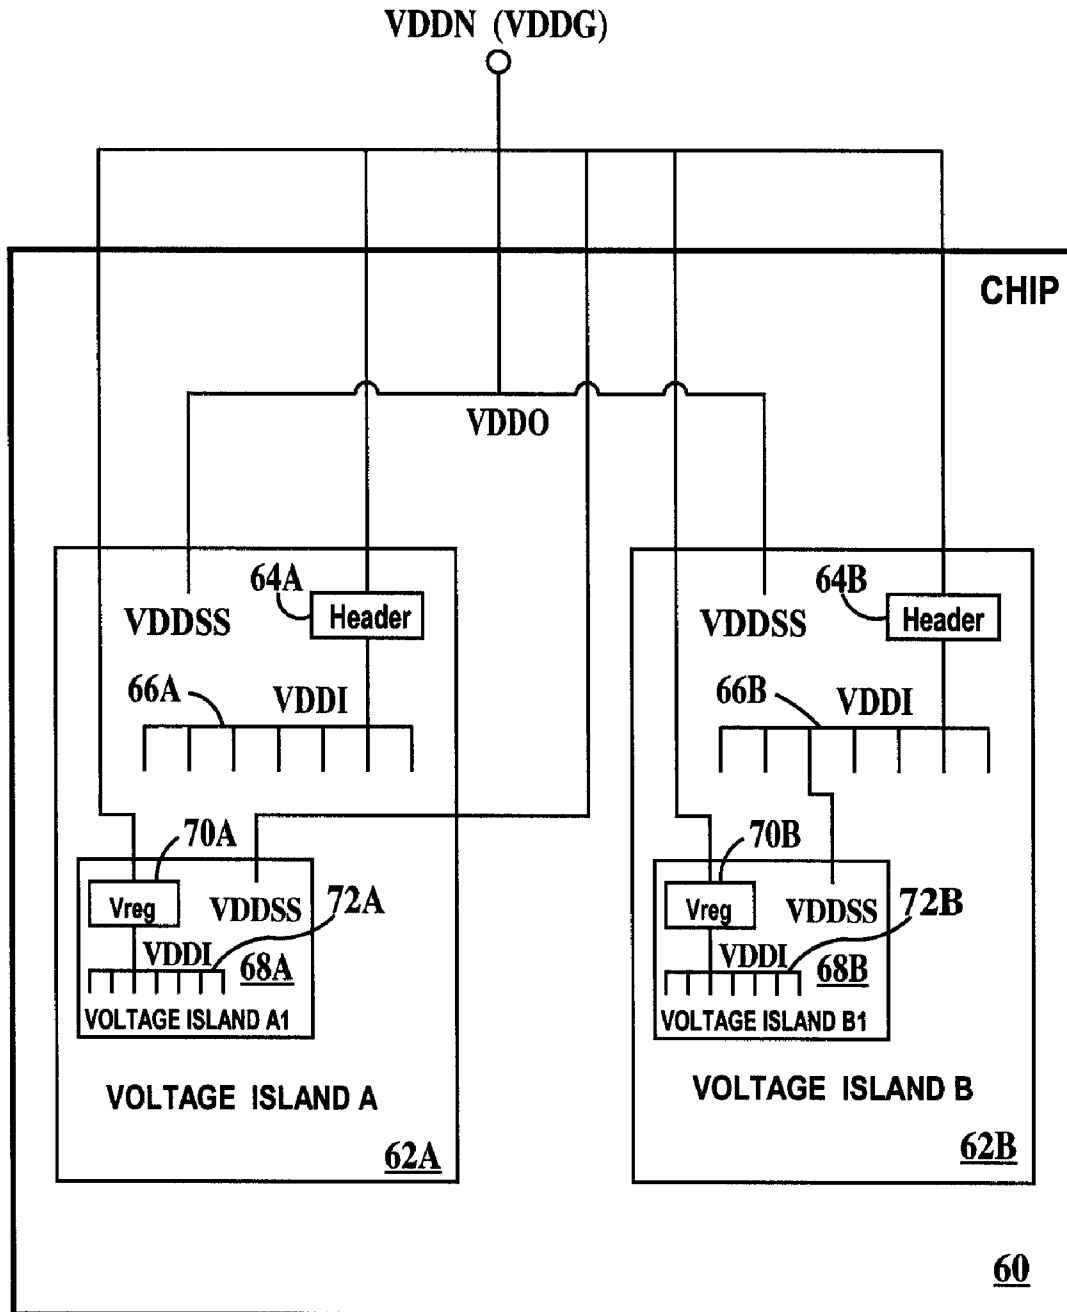 VDDN (VDDG)
CHIP
VDDO
64A
Header
VDDSS
66A
VDDI
64B
Header
VDDSS
66B
VDDI
70A
Vreg
VDDSS
72A
VDDI
68A
VOLTAGE ISLAND A1
70B
Vreg
VDDSS
72B
VDDI
68B
VOLTAGE ISLAND B1
VOLTAGE ISLAND A
62A
VOLTAGE ISLAND B
62B
60